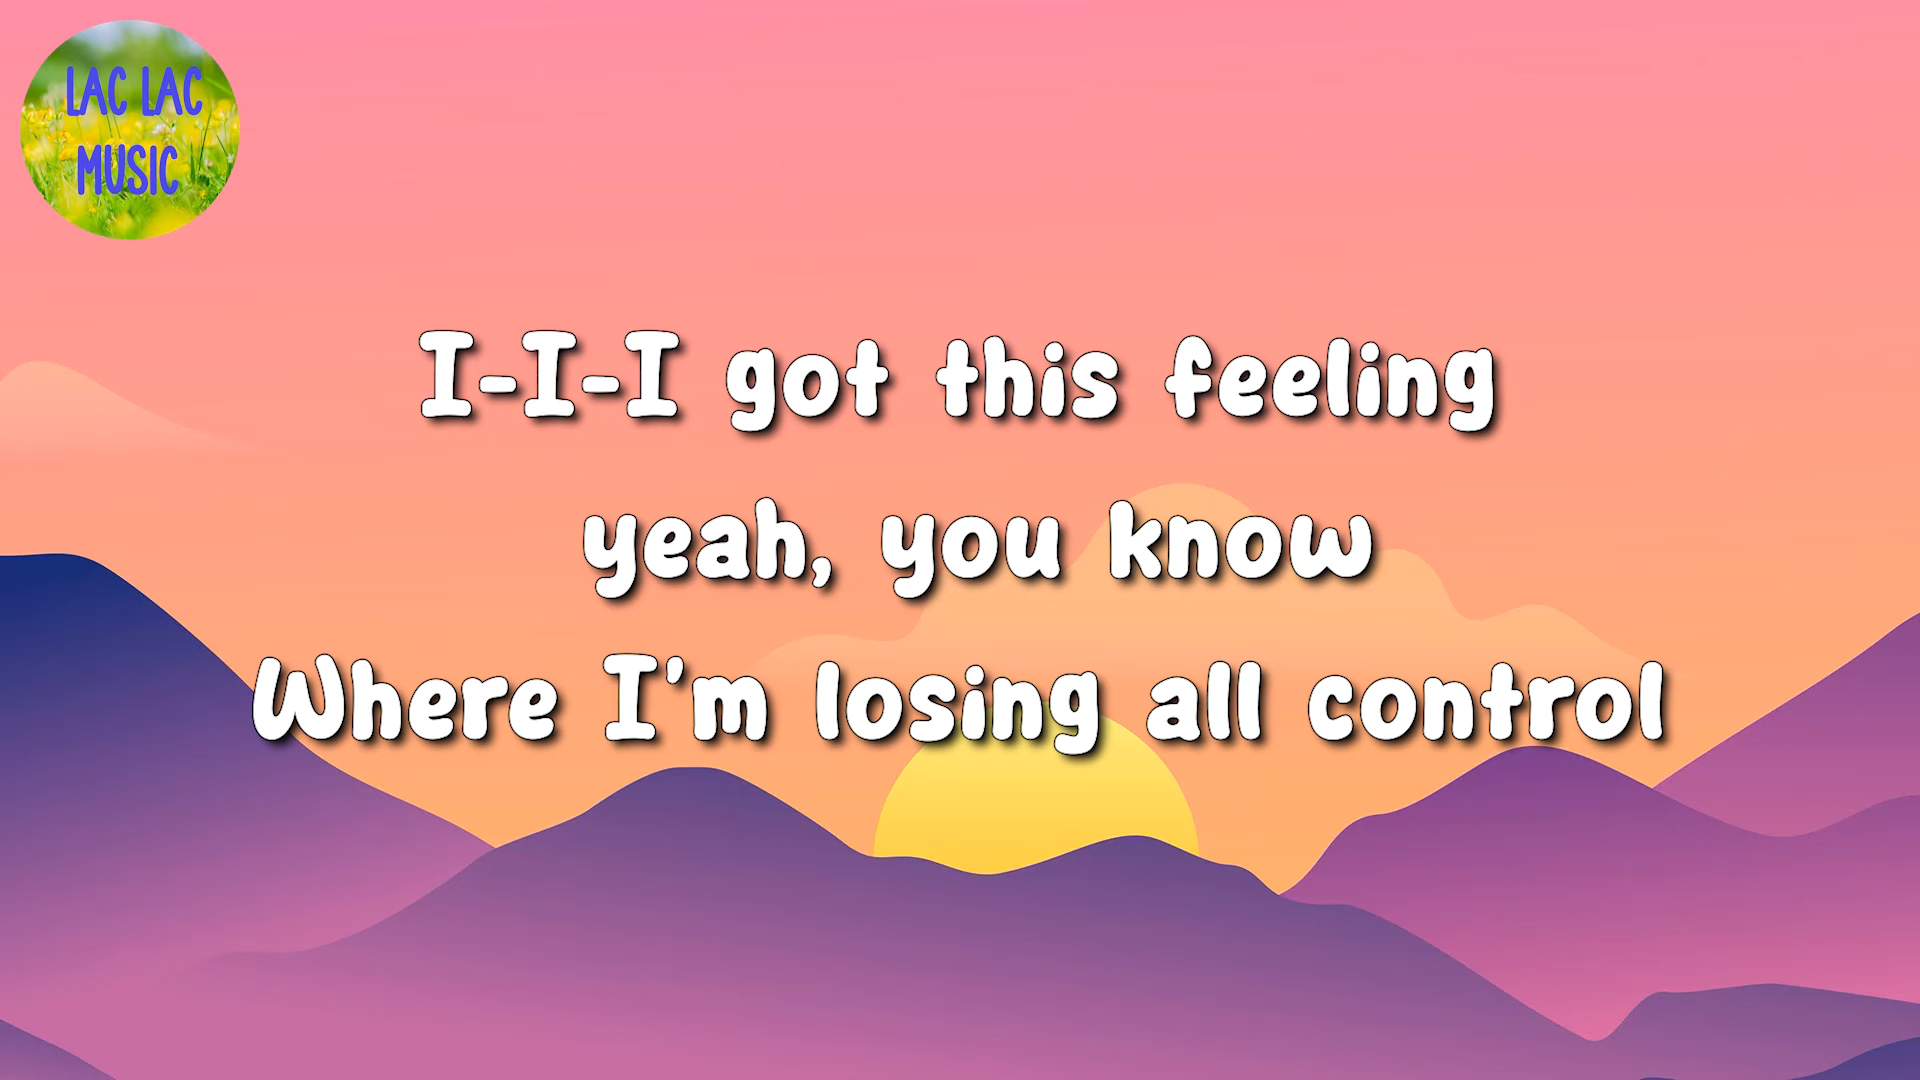 LAC LAC
MUSIC
I-I-I got this feeling
yeah, you know
Where I'm losing all control